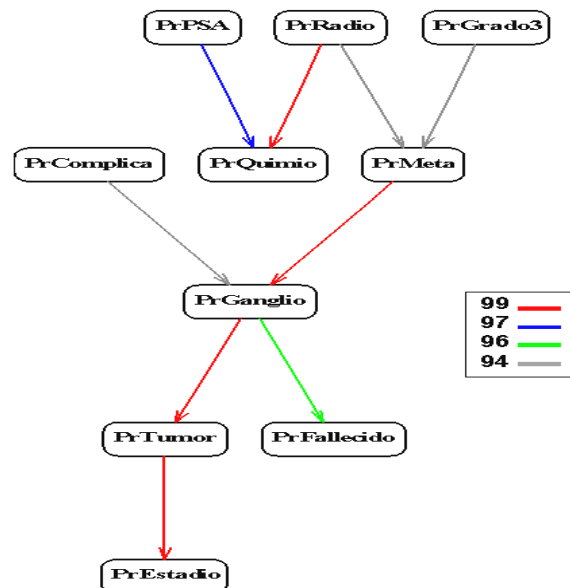 PrPSA PrRadio PrGrado3
PrComplica PrQuimio PrMeta
PrGanglio
99
97
96
94
PrTumor PrFallecido
PrEstadio